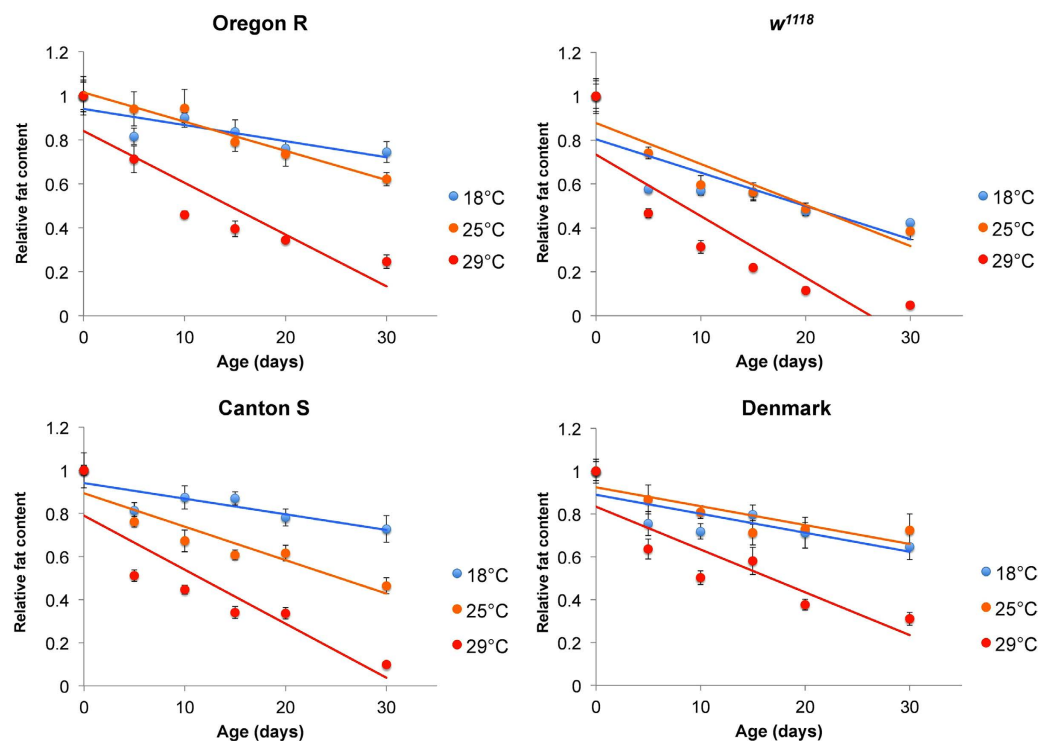 Oregon R
1.2
1
0.8
0.6
0.4
0.2
0
0 10 20 30
Relative fat content
Age (days)
18°C
25°C
29°C
w¹¹¹⁸
1.2
1
0.8
0.6
0.4
0.2
0
0 10 20 30
Relative fat content
Age (days)
18°C
25°C
29°C
Canton S
1.2
1
0.8
0.6
0.4
0.2
0
0 10 20 30
Relative fat content
Age (days)
18°C
25°C
29°C
Denmark
1.2
1
0.8
0.6
0.4
0.2
0
0 10 20 30
Relative fat content
Age (days)
18°C
25°C
29°C